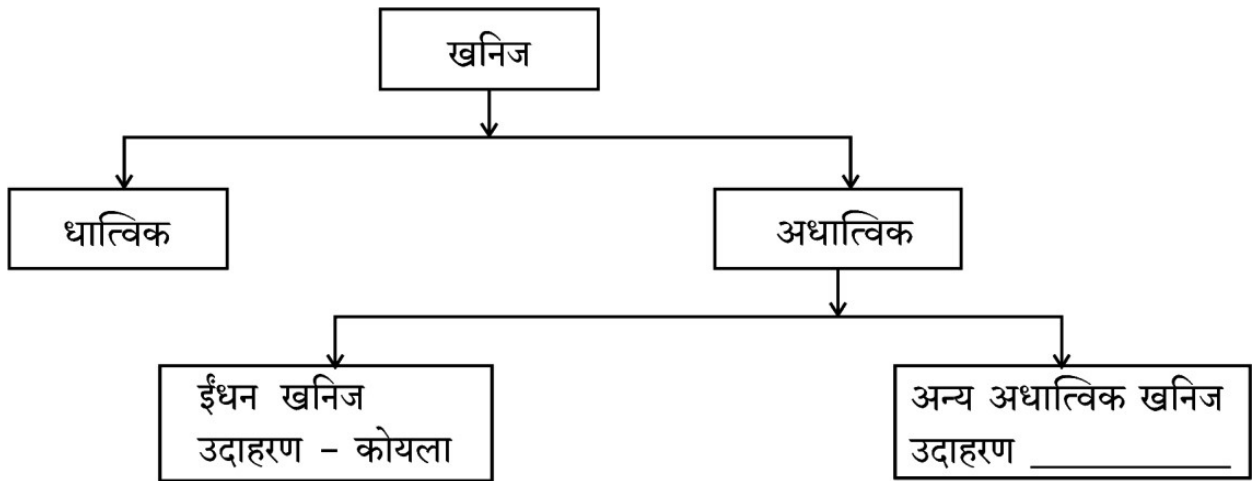 खनिज
धात्विक
अधात्विक
ईंधन खनिज
उदाहरण – कोयला
अन्य अधात्विक खनिज
उदाहरण ____________